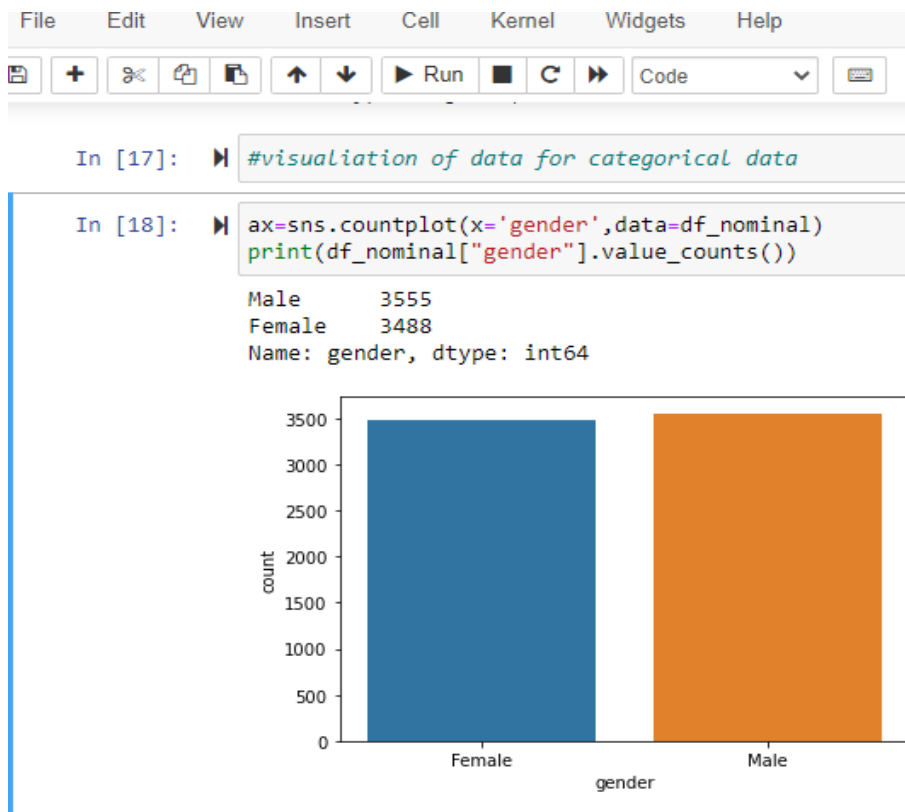 File Edit View Insert Cell Kernel Widgets Help
Run Code
In [17]: #visualiation of data for categorical data
In [18]: ax=sns.countplot(x='gender',data=df_nominal)
print(df_nominal["gender"].value_counts())
Male 3555
Female 3488
Name: gender, dtype: int64
3500
3000
2500
2000
1500
1000
500
0
count
Female Male
gender